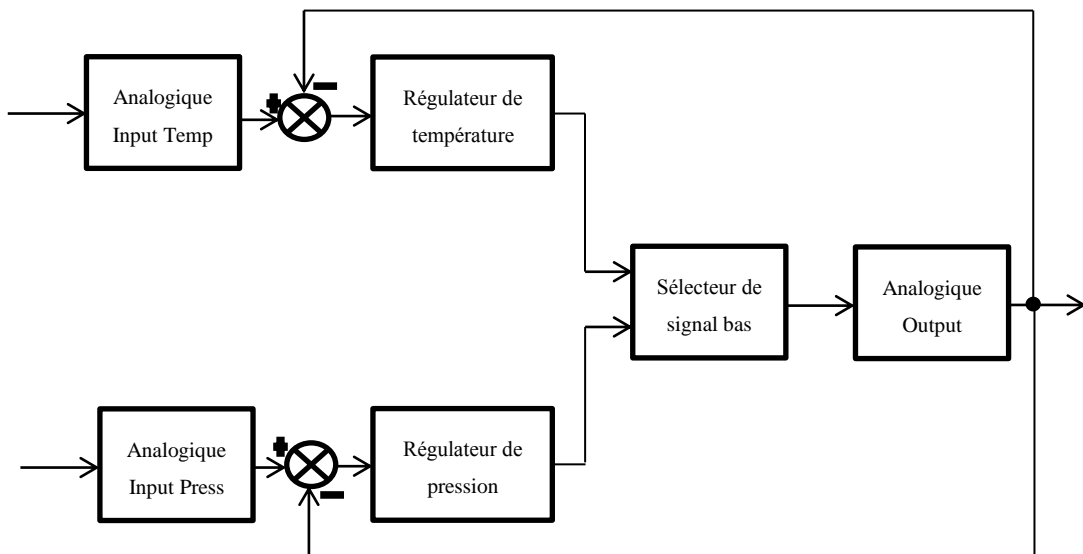 Analogique
Input Temp
Régulateur de
température
Sélecteur de
signal bas
Analogique
Output
Analogique
Input Press
Régulateur de
pression